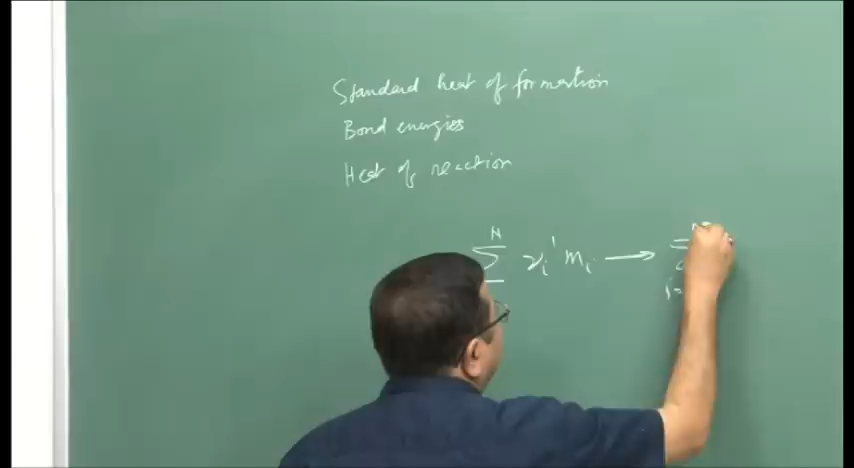 Standard heat of formation
Bond energies
Heat of reaction
N
∑ νᵢ' Mᵢ ⟶
i=